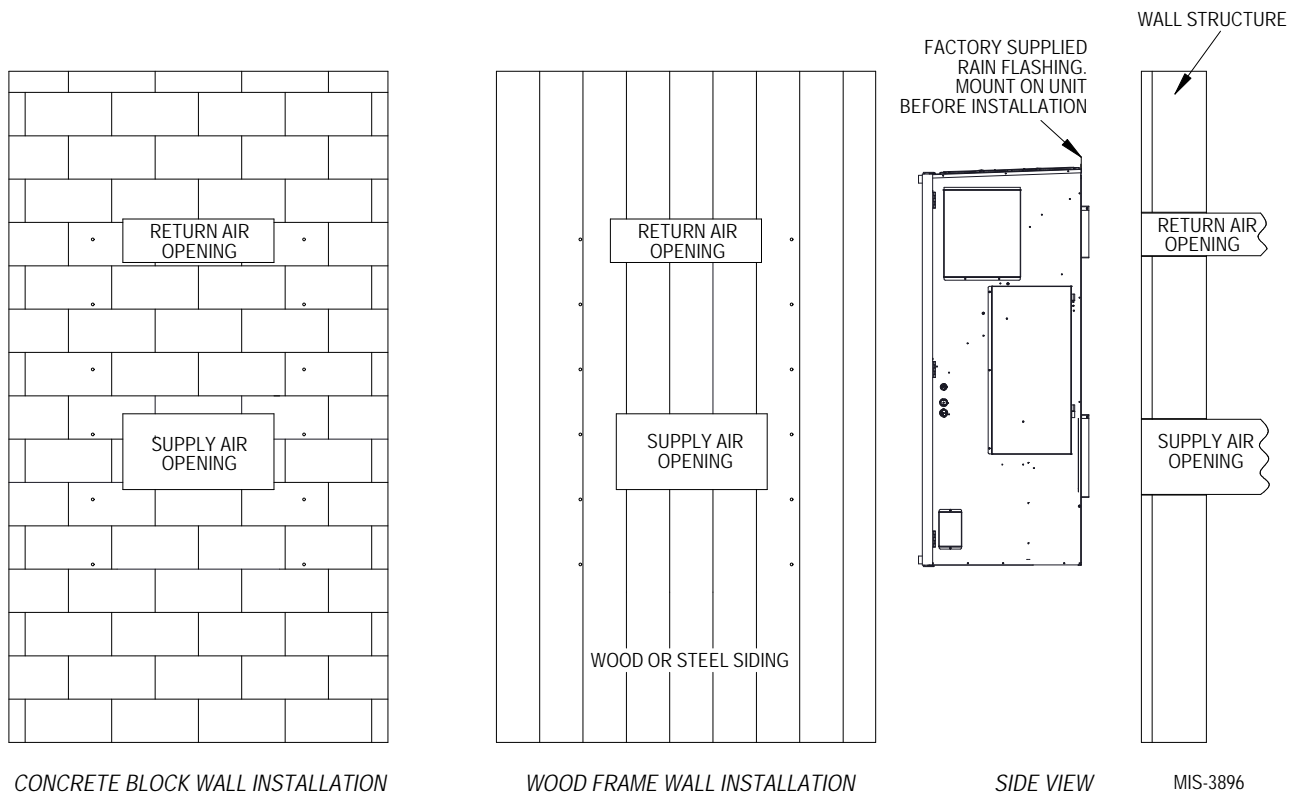 WALL STRUCTURE
FACTORY SUPPLIED
RAIN FLASHING.
MOUNT ON UNIT
BEFORE INSTALLATION
RETURN AIR
OPENING
RETURN AIR
OPENING
RETURN AIR
OPENING
SUPPLY AIR
OPENING
SUPPLY AIR
OPENING
SUPPLY AIR
OPENING
WOOD OR STEEL SIDING
CONCRETE BLOCK WALL INSTALLATION
WOOD FRAME WALL INSTALLATION
SIDE VIEW
MIS-3896